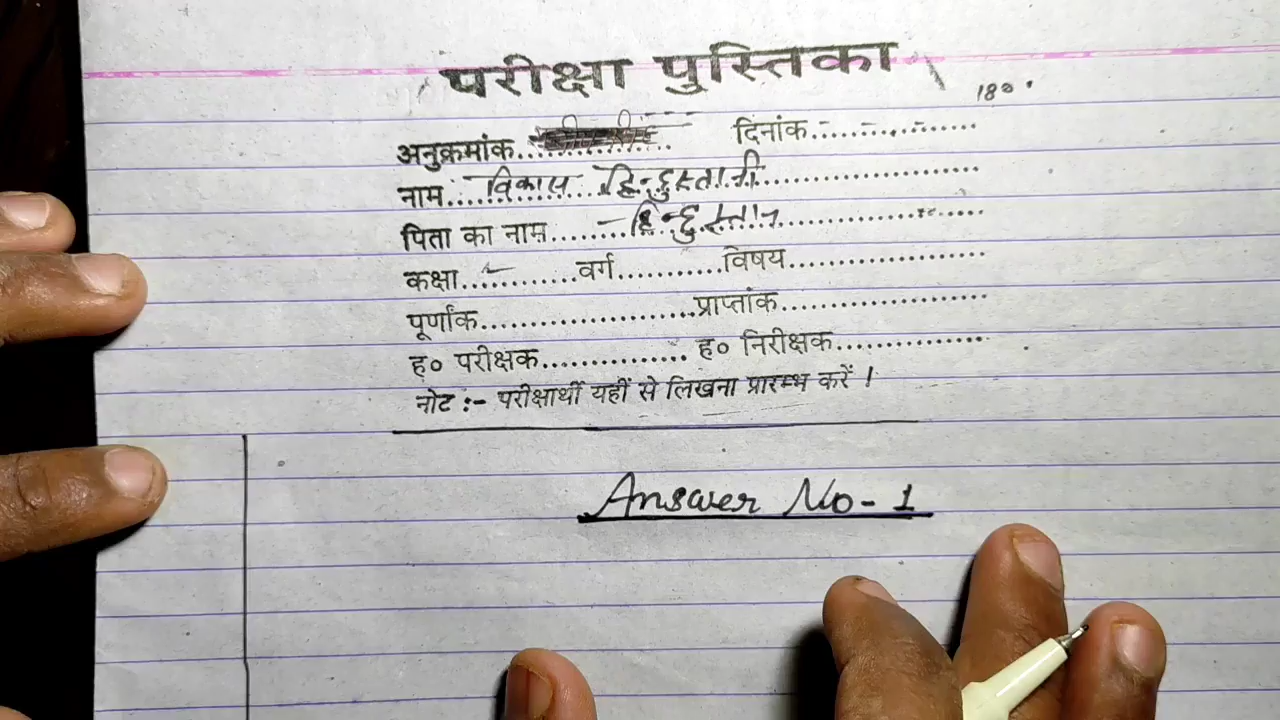 परीक्षा पुस्तिका
180.
अनुक्रमांक.................. दिनांक..................
नाम.....विकास हिन्दुस्तानी..................
पिता का नाम.......हिन्दुस्तान..................
कक्षा............वर्ग...........विषय....................
पूर्णांक......................प्राप्तांक.....................
ह० परीक्षक.............. ह० निरीक्षक...............
नोट :- परीक्षार्थी यहीं से लिखना प्रारम्भ करें ।
Answer No - 1